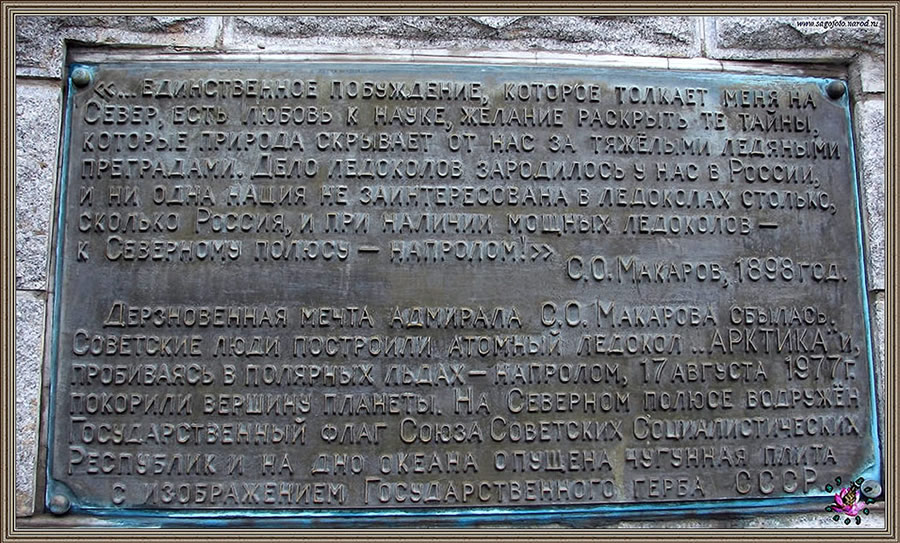 www.sagofoto.narod.ru
«... Единственное побуждение, которое толкает меня на
Север, есть любовь к науке, желание раскрыть те тайны,
которые природа скрывает от нас за тяжёлыми ледяными
преградами. Дело ледоколов зародилось у нас в России,
и ни одна нация не заинтересована в ледоколах столько,
сколько Россия, и при наличии мощных ледоколов –
к Северному полюсу – напролом!»
С.О. Макаров, 1898 год.
Дерзновенная мечта адмирала С.О. Макарова сбылась.
Советские люди построили атомный ледокол „АРКТИКА" и,
пробиваясь в полярных льдах – напролом, 17 августа 1977 г.
покорили вершину планеты. На Северном полюсе водружён
Государственный флаг Союза Советских Социалистических
Республик и на дно океана опущена чугунная плита
с изображением Государственного герба СССР.